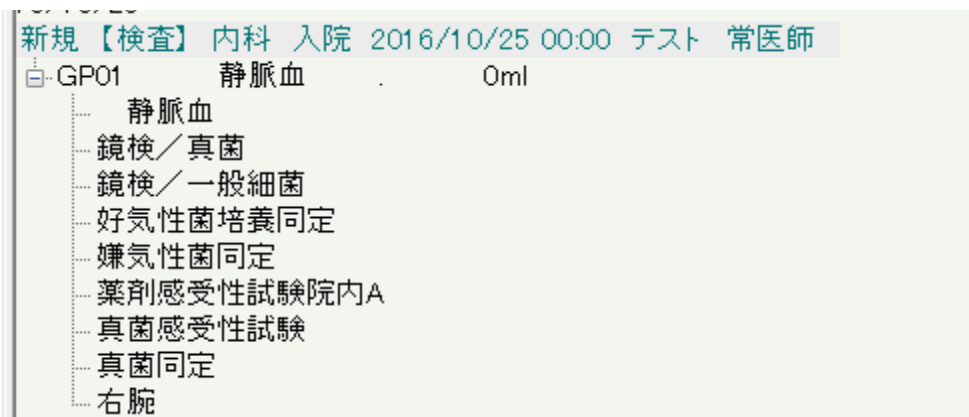 新規 【検査】 内科 入院 2016/10/25 00:00 テスト 常医師
GP01 静脈血 . 0ml
静脈血
鏡検／真菌
鏡検／一般細菌
好気性菌培養同定
嫌気性菌同定
薬剤感受性試験院内A
真菌感受性試験
真菌同定
右腕